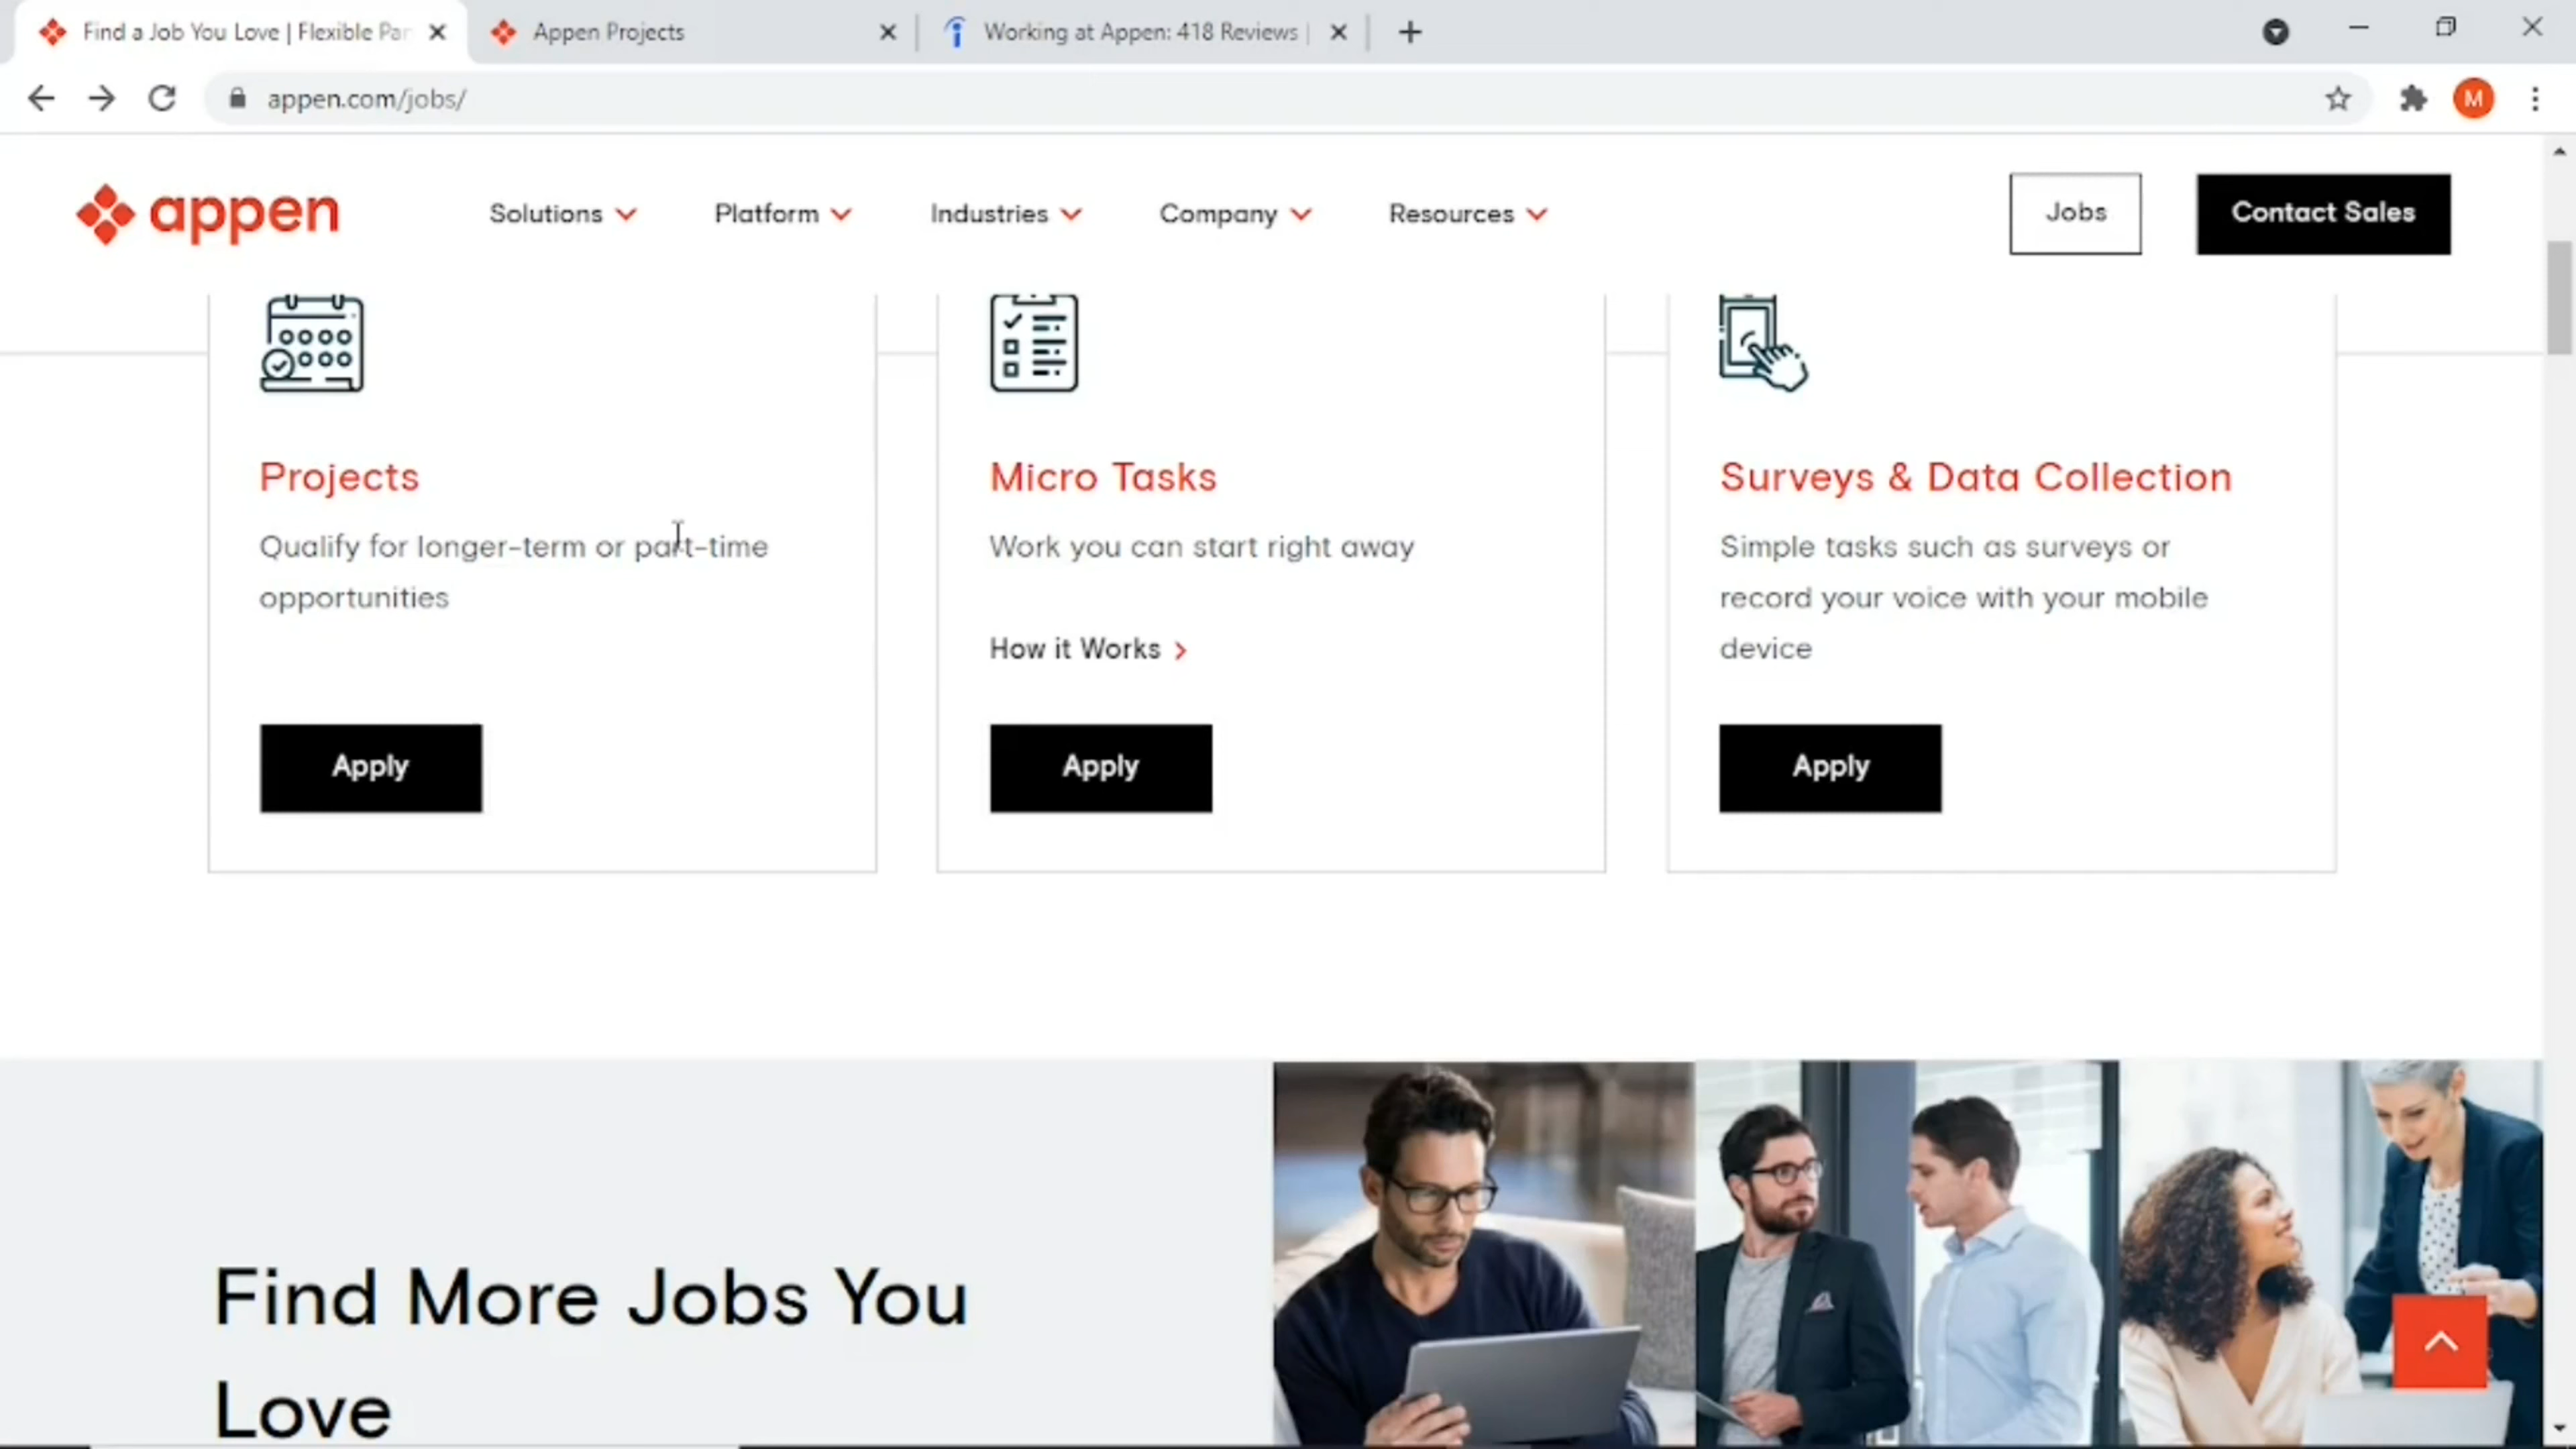 Find a Job You Love | Flexible Par
Appen Projects
Working at Appen: 418 Reviews |
appen.com/jobs/
M
appen
Solutions
Platform
Industries
Company
Resources
Jobs
Contact Sales
Projects
Qualify for longer-term or part-time
opportunities
Apply
Micro Tasks
Work you can start right away
How it Works
Apply
Surveys & Data Collection
Simple tasks such as surveys or
record your voice with your mobile
device
Apply
Find More Jobs You
Love